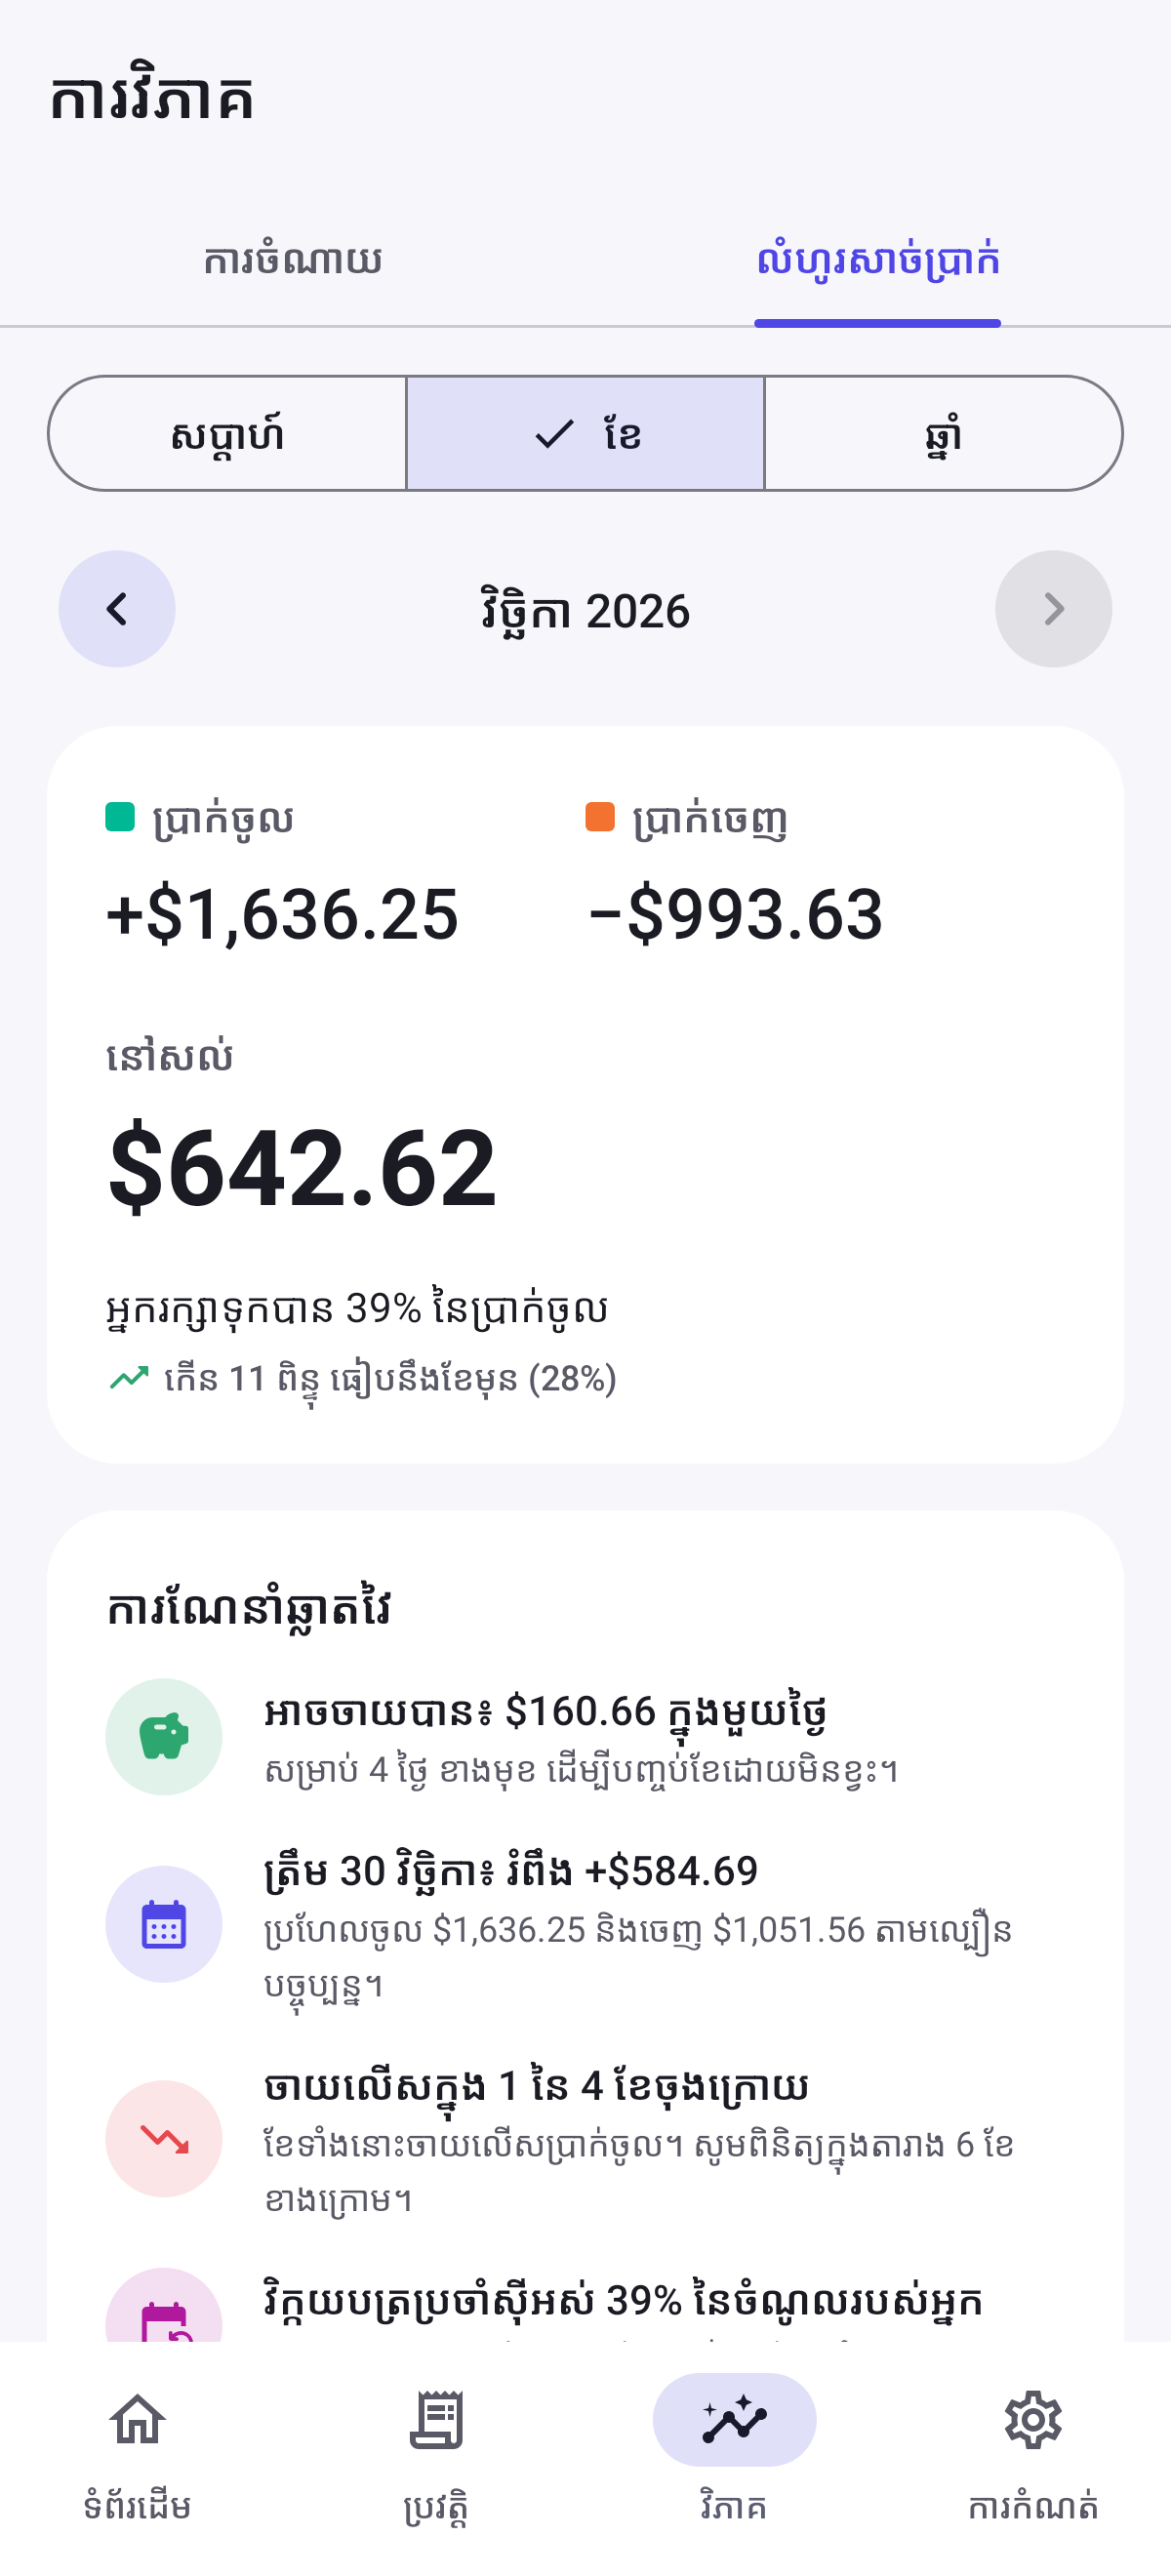 ការវិភាគ
ការចំណាយ
លំហូរសាច់ប្រាក់
សប្ដាហ៍
ខែ
ឆ្នាំ
វិច្ឆិកា 2026
ប្រាក់ចូល
ប្រាក់ចេញ
+$1,636.25
−$993.63
នៅសល់
$642.62
អ្នករក្សាទុកបាន 39% នៃប្រាក់ចូល
កើន 11 ពិន្ទុ ធៀបនឹងខែមុន (28%)
ការណែនាំឆ្លាតវៃ
អាចចាយបាន៖ $160.66 ក្នុងមួយថ្ងៃ
សម្រាប់ 4 ថ្ងៃ ខាងមុខ ដើម្បីបញ្ចប់ខែដោយមិនខ្វះ។
ត្រឹម 30 វិច្ឆិកា៖ រំពឹង +$584.69
ប្រហែលចូល $1,636.25 និងចេញ $1,051.56 តាមល្បឿន
បច្ចុប្បន្ន។
ចាយលើសក្នុង 1 នៃ 4 ខែចុងក្រោយ
ខែទាំងនោះចាយលើសប្រាក់ចូល។ សូមពិនិត្យក្នុងតារាង 6 ខែ
ខាងក្រោម។
វិក្កយបត្រប្រចាំស៊ីអស់ 39% នៃចំណូលរបស់អ្នក
ទំព័រដើម
ប្រវត្តិ
វិភាគ
ការកំណត់